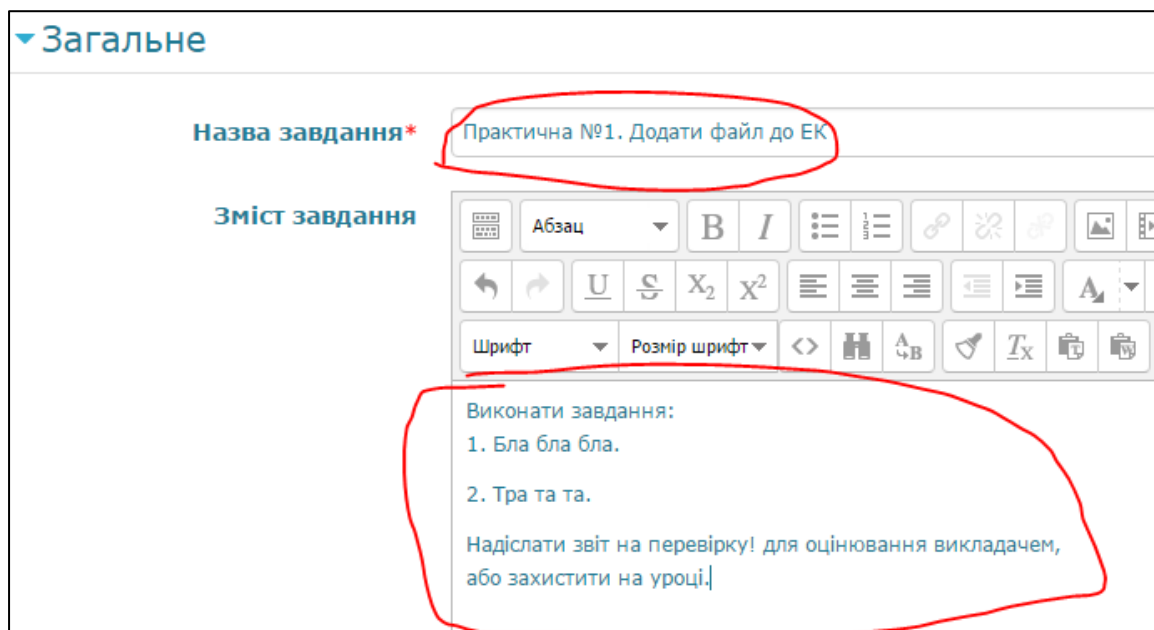 Загальне
Назва завдання*
Практична №1. Додати файл до ЕК
Зміст завдання
Абзац
B I
U S X₂ X²
A
Шрифт
Розмір шрифт
Виконати завдання:
1. Бла бла бла.
2. Тра та та.
Надіслати звіт на перевірку! для оцінювання викладачем,
або захистити на уроці.